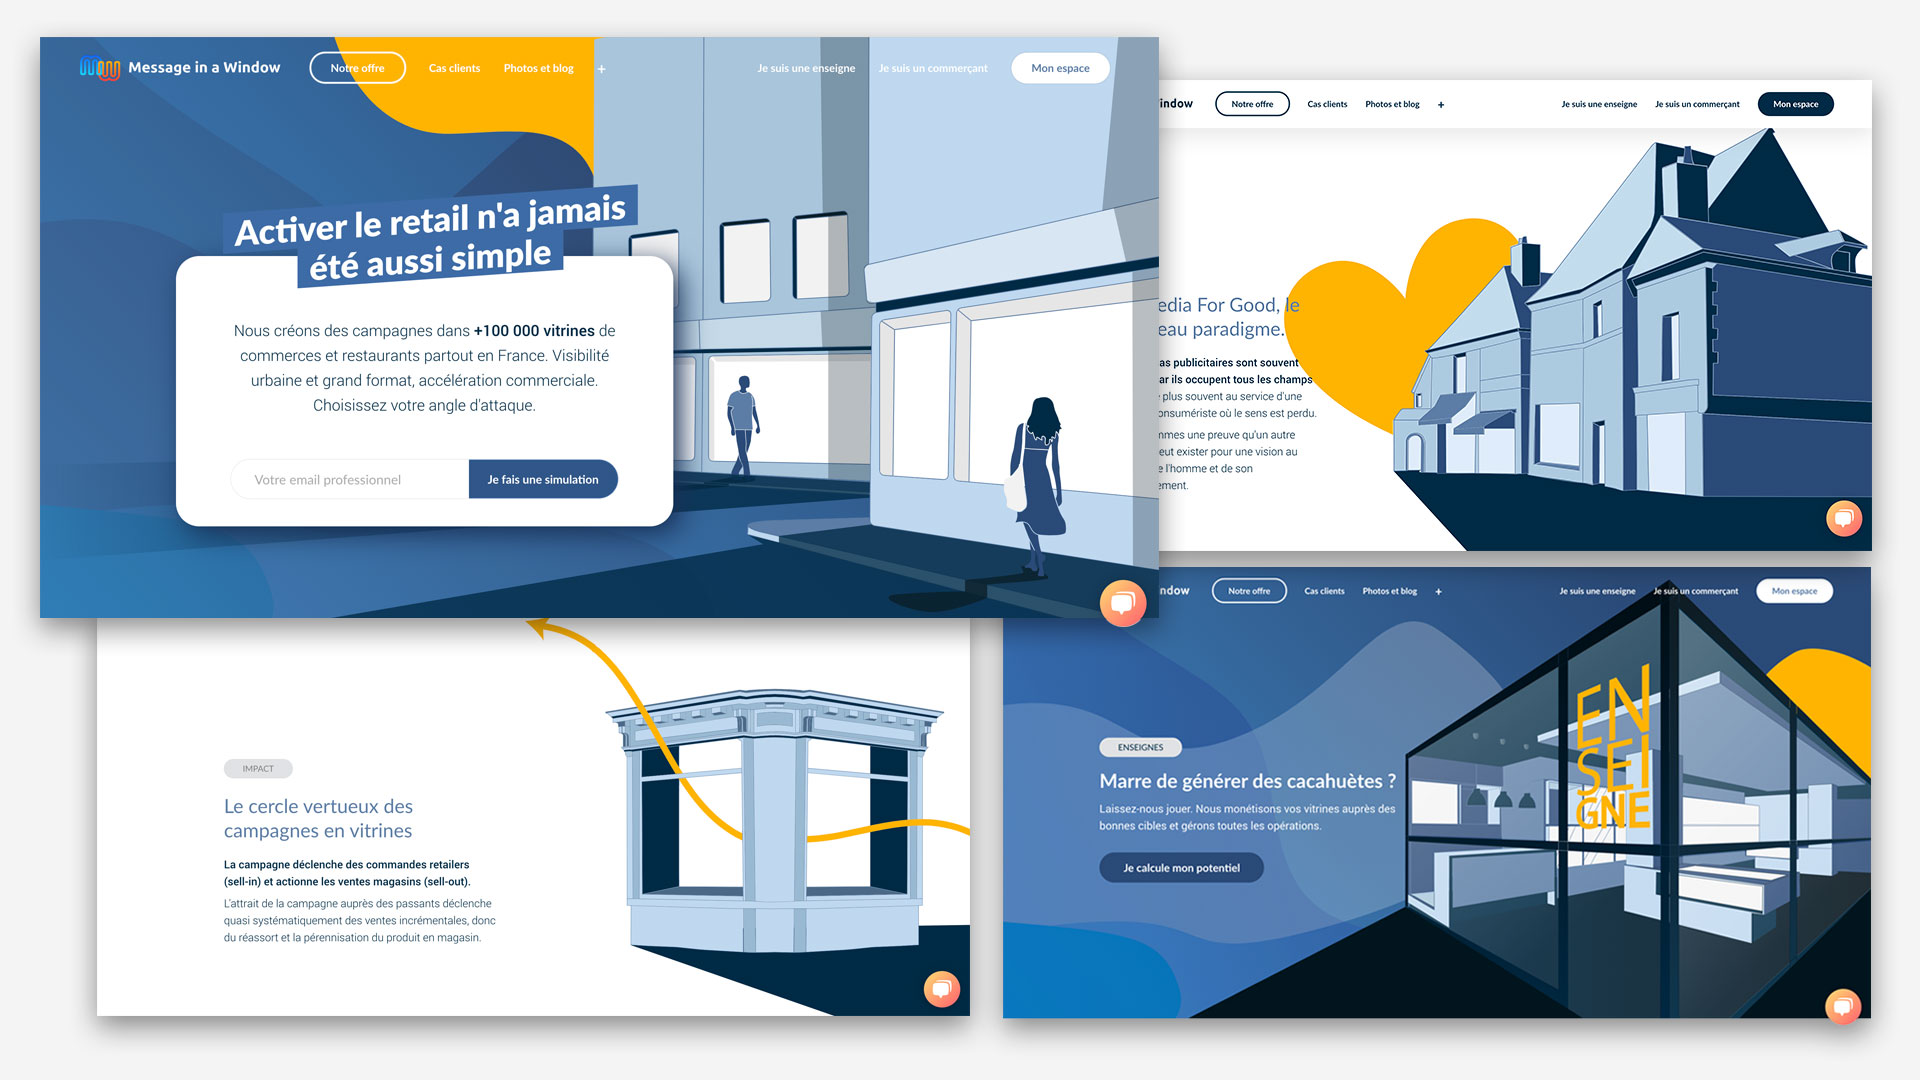 Message in a Window
Notre offre
Cas clients
Photos et blog
+
Je suis une enseigne
Je suis un commerçant
Mon espace
Activer le retail n'a jamais
été aussi simple
Nous créons des campagnes dans +100 000 vitrines de
commerces et restaurants partout en France. Visibilité
urbaine et grand format, accélération commerciale.
Choisissez votre angle d'attaque.
Votre email professionnel
Je fais une simulation
indow
Notre offre
Cas clients
Photos et blog
+
Je suis une enseigne
Je suis un commerçant
Mon espace
edia For Good, le
eau paradigme.
as publicitaires sont souvent
ar ils occupent tous les champs
plus souvent au service d'une
onsumériste où le sens est perdu.
mmes une preuve qu'un autre
eut exister pour une vision au
e l'homme et de son
ement.
IMPACT
Le cercle vertueux des
campagnes en vitrines
La campagne déclenche des commandes retailers
(sell-in) et actionne les ventes magasins (sell-out).
L'attrait de la campagne auprès des passants déclenche
quasi systématiquement des ventes incrémentales, donc
du réassort et la pérennisation du produit en magasin.
ndow
Notre offre
Cas clients
Photos et blog
+
Je suis une enseigne
Je suis un commerçant
Mon espace
ENSEIGNES
Marre de générer des cacahuètes ?
Laissez-nous jouer. Nous monétisons vos vitrines auprès des
bonnes cibles et gérons toutes les opérations.
Je calcule mon potentiel
EN
SEI
GNE